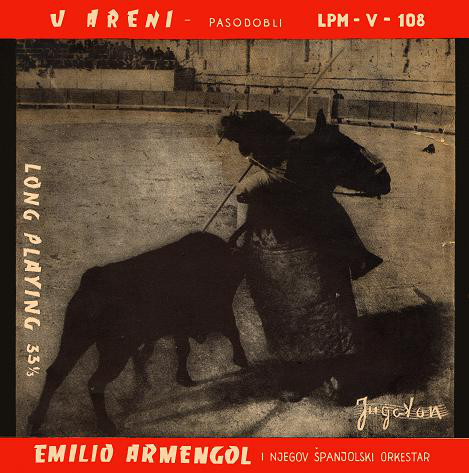 U ARENI - PASODOBLI LPM - V - 108
LONG PLAYING 33⅓
Jugoton
EMILIO ARMENGOL I NJEGOV ŠPANJOLSKI ORKESTAR